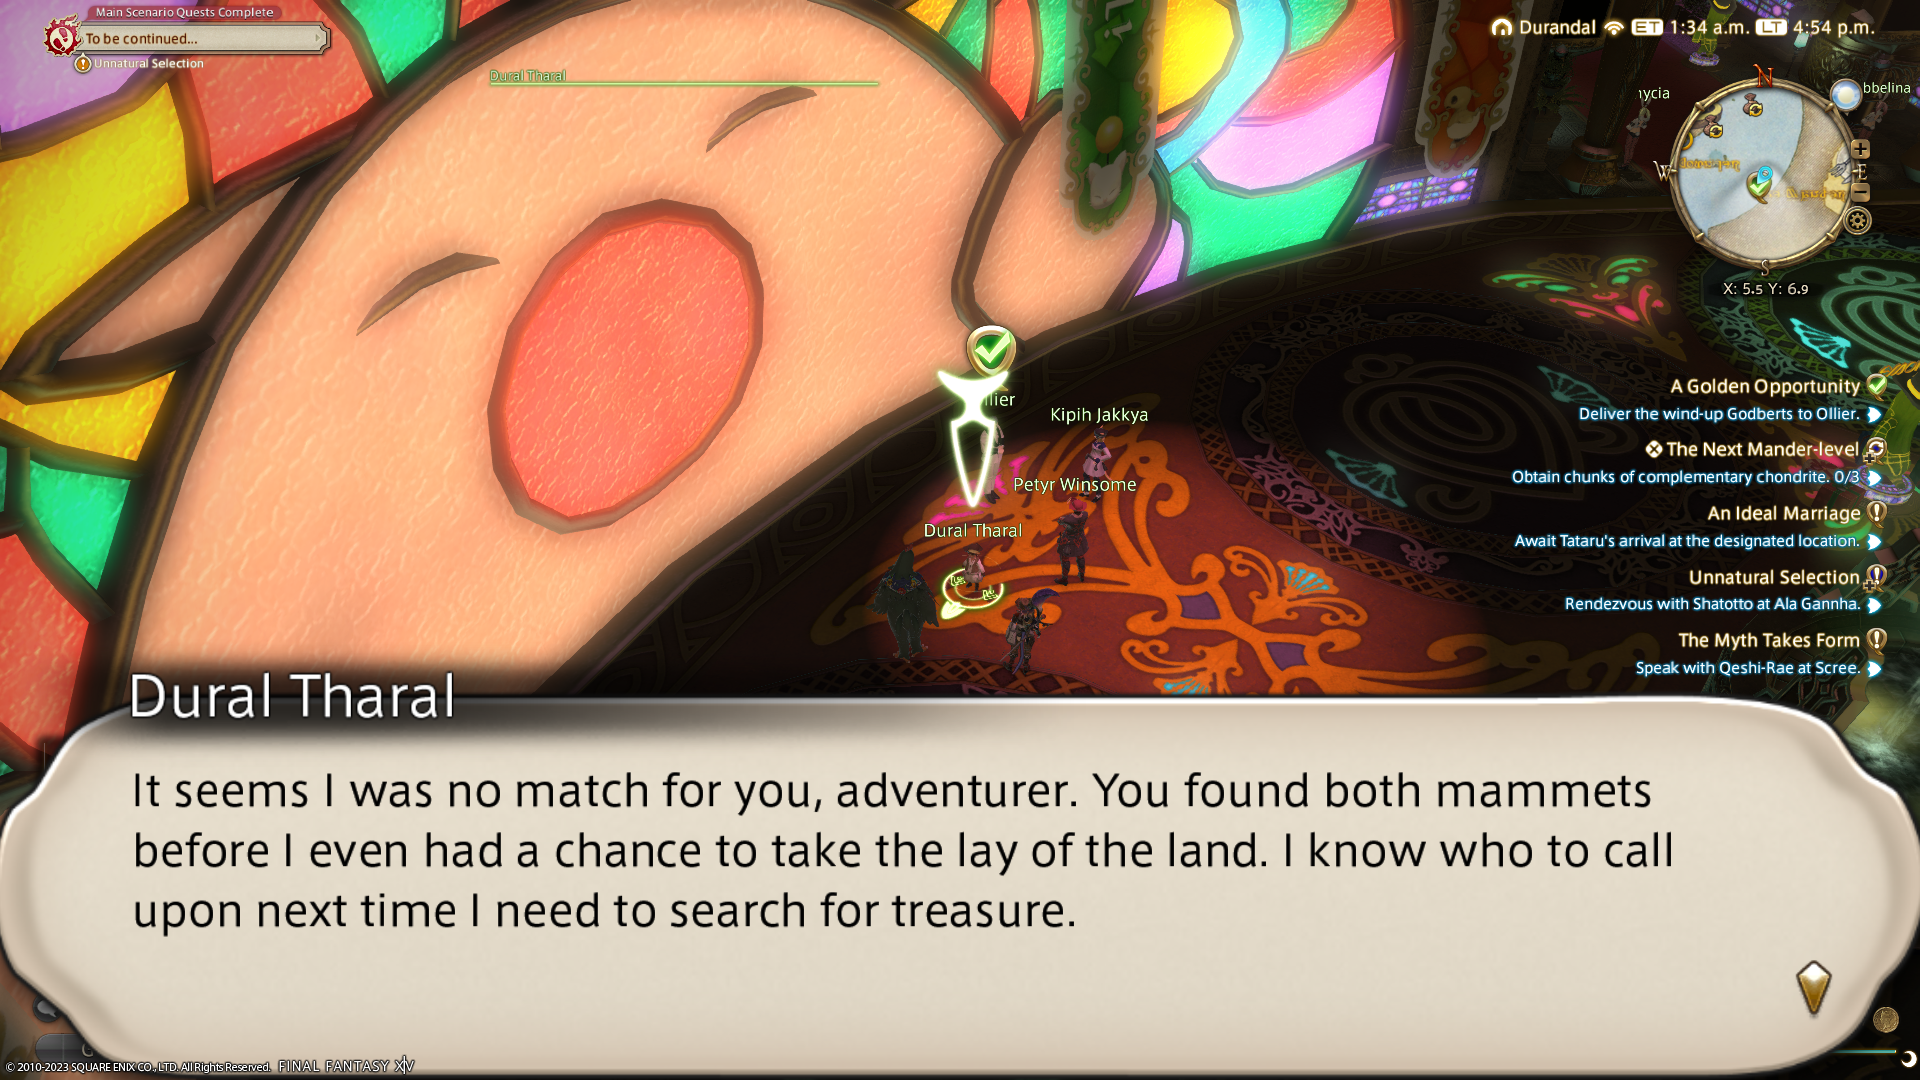 Main Scenario Quests Complete
To be continued...
Unnatural Selection
Dural Tharal
Durandal ET 1:34 a.m. LT 4:54 p.m.
N
W
E
S
X: 5.5 Y: 6.9
A Golden Opportunity
Deliver the wind-up Godberts to Ollier.
The Next Mander-level
Obtain chunks of complementary chondrite. 0/3
An Ideal Marriage
Await Tataru's arrival at the designated location.
Unnatural Selection
Rendezvous with Shatotto at Ala Gannha.
The Myth Takes Form
Speak with Qeshi-Rae at Scree.
Kipih Jakkya
Petyr Winsome
Dural Tharal
Dural Tharal
It seems I was no match for you, adventurer. You found both mammets
before I even had a chance to take the lay of the land. I know who to call
upon next time I need to search for treasure.
© 2010-2023 SQUARE ENIX CO., LTD. All Rights Reserved. FINAL FANTASY XIV